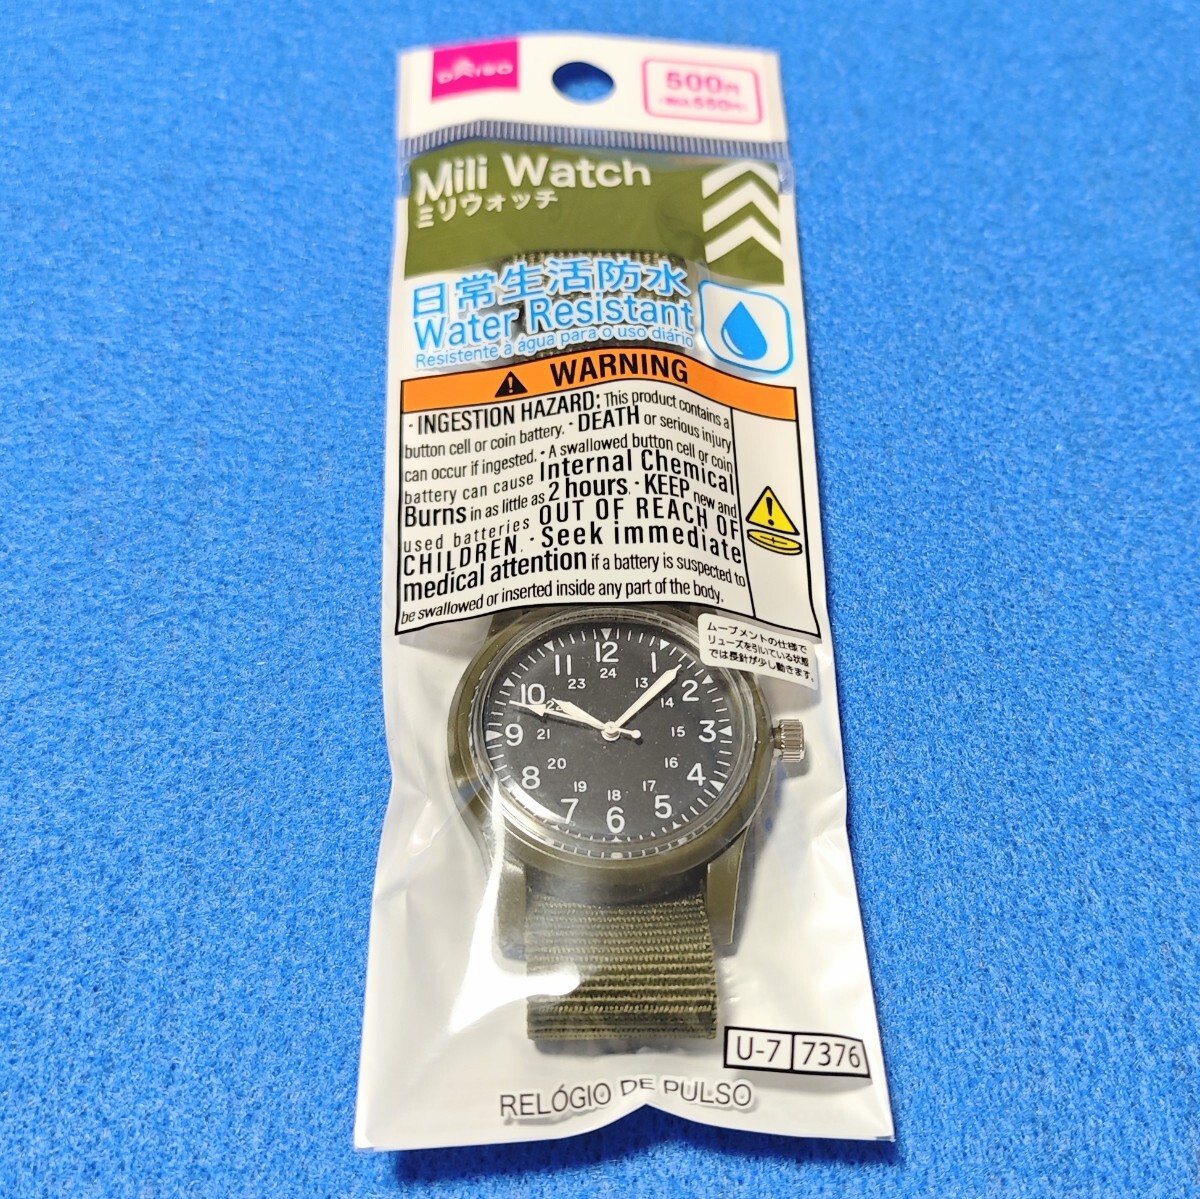 DAISO
500円
(税込550円)
Mili Watch
ミリウォッチ
日常生活防水
Water Resistant
Resistente à água para o uso diário
WARNING
・INGESTION HAZARD: This product contains a
button cell or coin battery. ・DEATH or serious injury
can occur if ingested. ・A swallowed button cell or coin
battery can cause Internal Chemical
Burns in as little as 2 hours. ・KEEP new and
used batteries OUT OF REACH OF
CHILDREN. ・Seek immediate
medical attention if a battery is suspected to
be swallowed or inserted inside any part of the body.
ムーブメントの仕様で
リューズを引いている状態
では長針が少し動きます。
12
11 1
24
23 13
10 2
22 14
9 21 15 3
20 16
8 4
19 17
18
7 5
6
U-7 7376
RELÓGIO DE PULSO